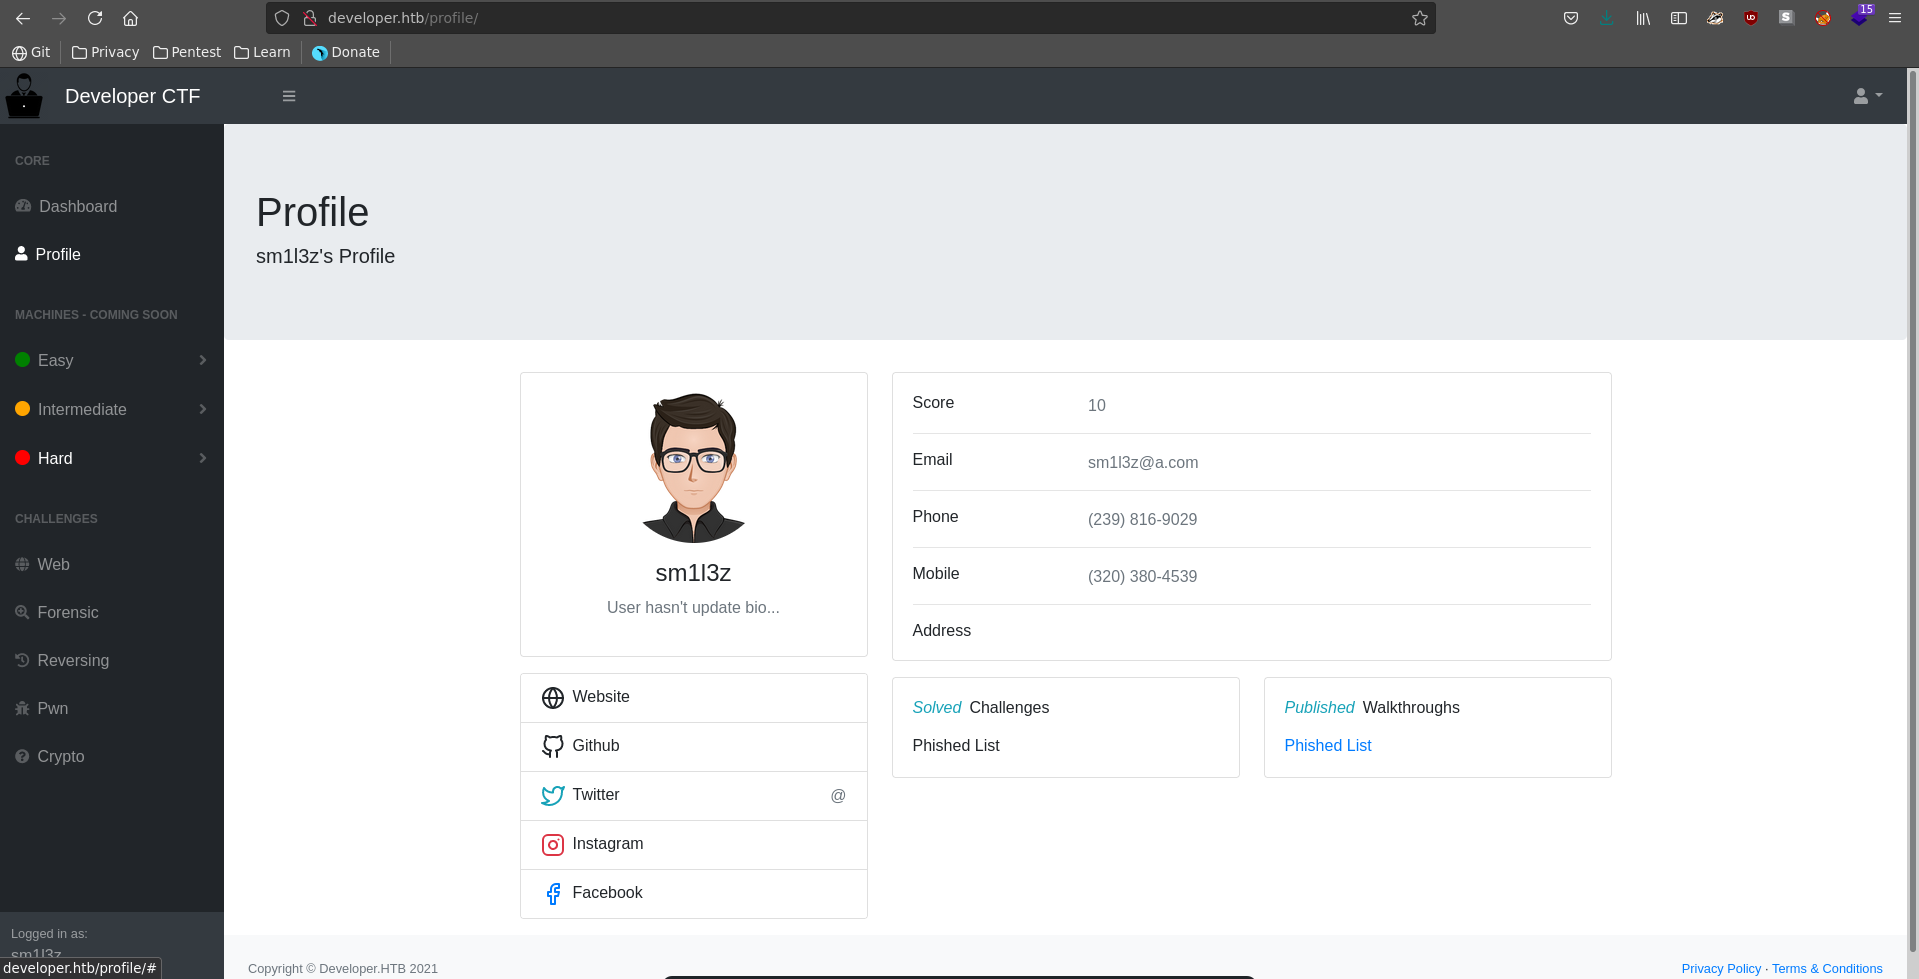 developer.htb/profile/
15
Git Privacy Pentest Learn Donate
Developer CTF
CORE
Dashboard
Profile
MACHINES - COMING SOON
Easy
Intermediate
Hard
CHALLENGES
Web
Forensic
Reversing
Pwn
Crypto
Logged in as:
sm1l3z
developer.htb/profile/#
Profile
sm1l3z's Profile
sm1l3z
User hasn't update bio...
Website
Github
Twitter @
Instagram
Facebook
Score 10
Email sm1l3z@a.com
Phone (239) 816-9029
Mobile (320) 380-4539
Address
Solved Challenges
Phished List
Published Walkthroughs
Phished List
Copyright © Developer.HTB 2021
Privacy Policy · Terms & Conditions